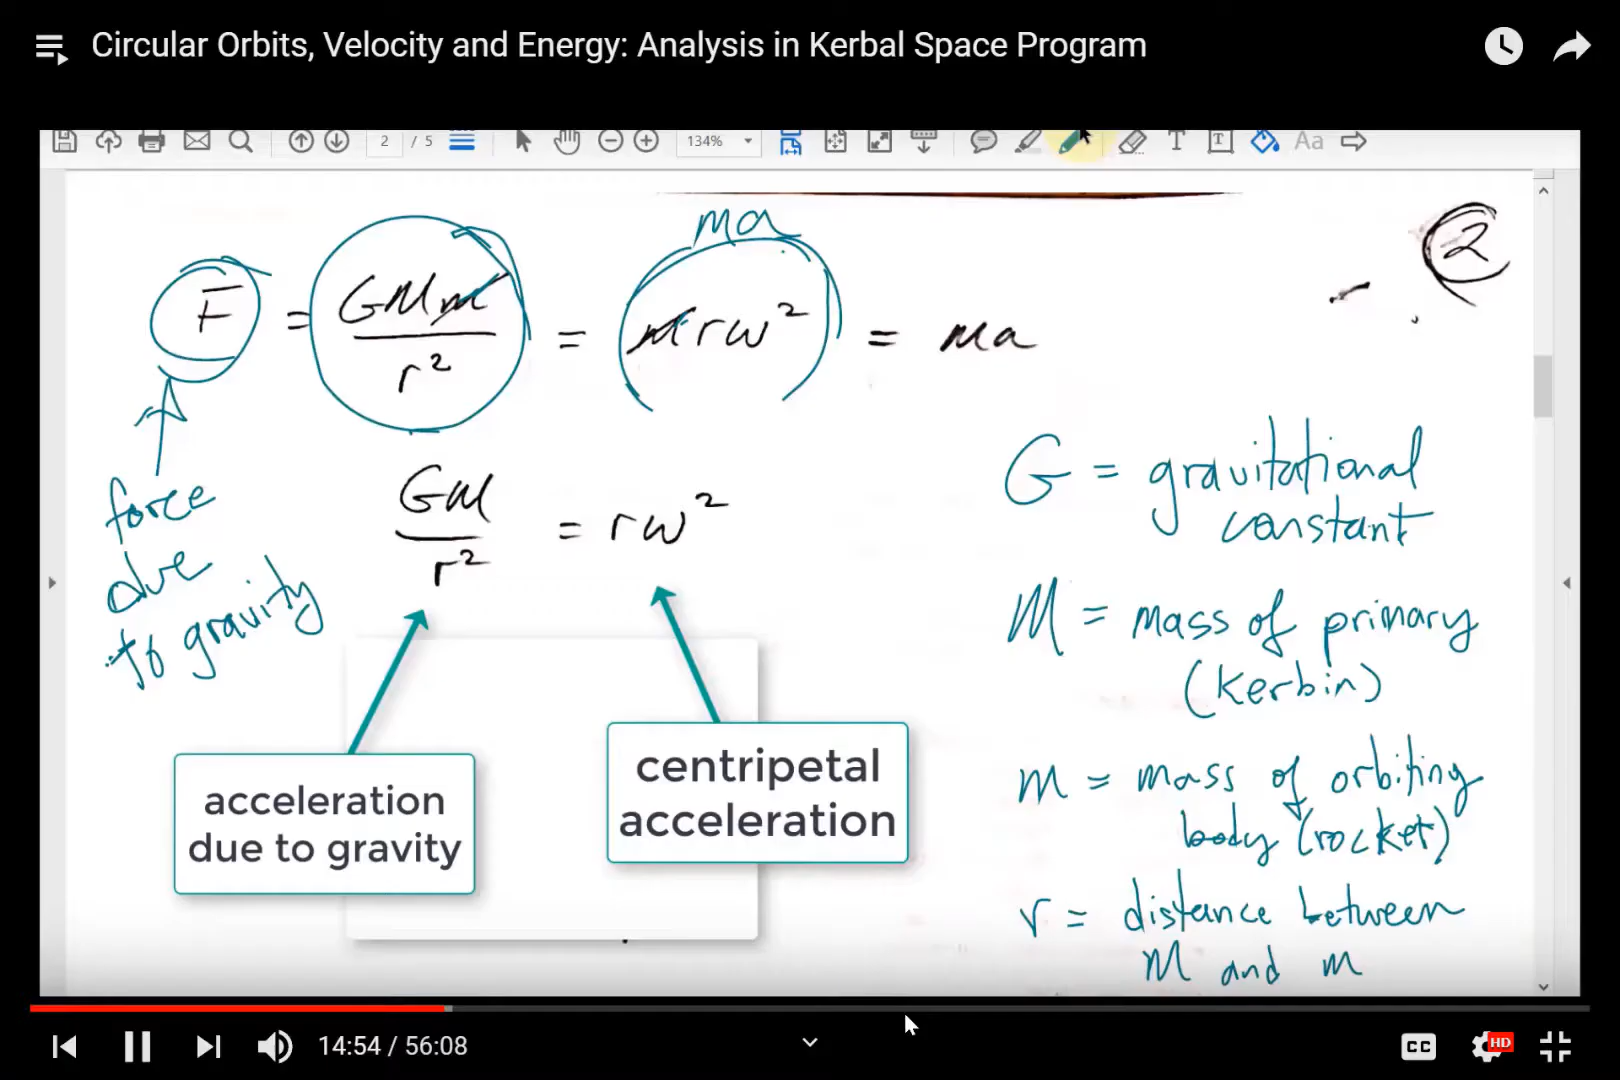 Circular Orbits, Velocity and Energy: Analysis in Kerbal Space Program
2 / 5
134%
T
T
Aa
ma
2
F = GMm / r² = mrω² = ma
GM / r² = rω²
force
due
to gravity
G = gravitational
constant
M = mass of primary
(Kerbin)
m = mass of orbiting
body (rocket)
r = distance between
M and m
acceleration
due to gravity
centripetal
acceleration
14:54 / 56:08
CC
HD